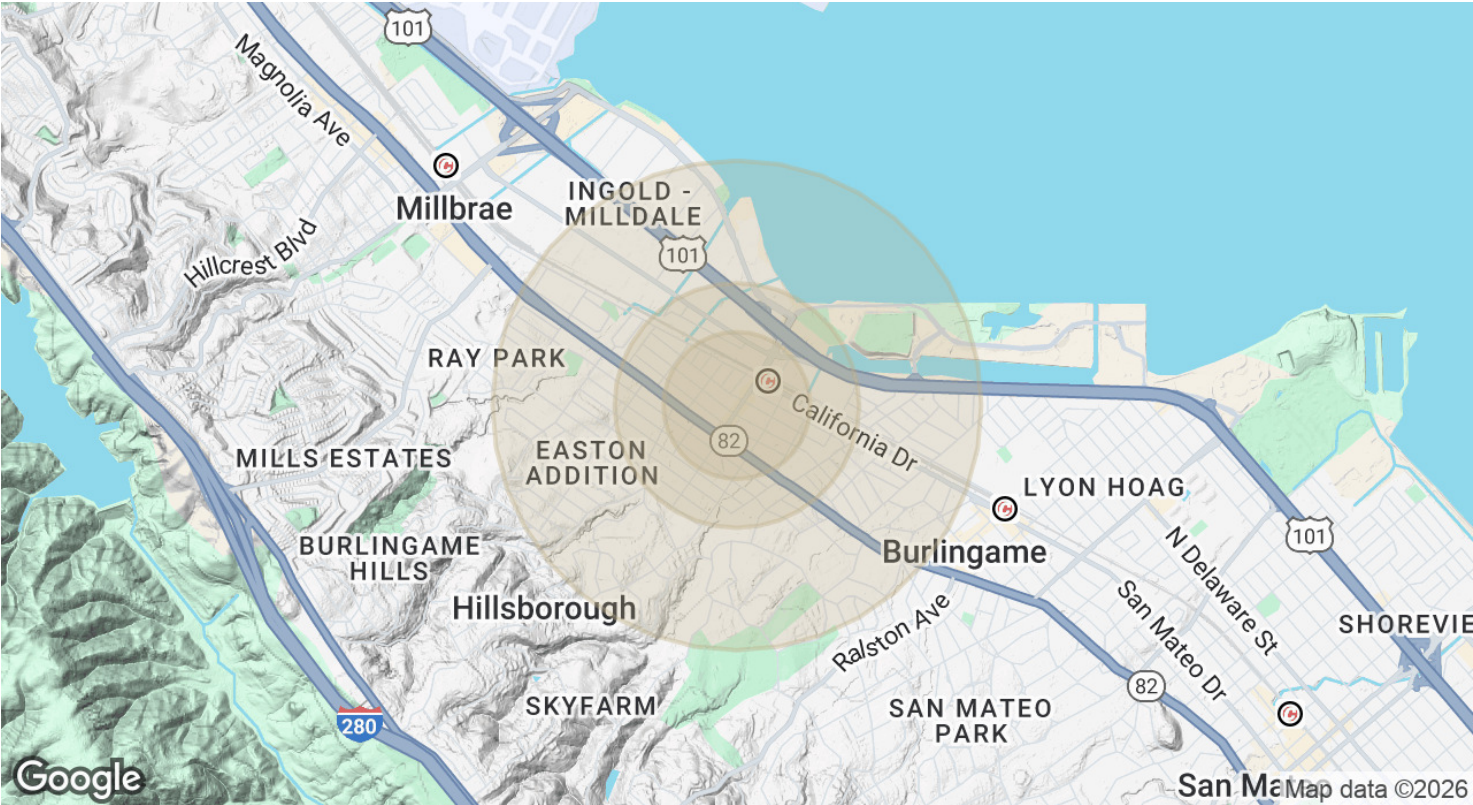 101
Magnolia Ave
Millbrae
INGOLD -
MILLDALE
Hillcrest Blvd
101
RAY PARK
California Dr
82
EASTON
ADDITION
MILLS ESTATES
LYON HOAG
BURLINGAME
HILLS
Burlingame
101
N Delaware St
Hillsborough
Ralston Ave
San Mateo Dr
SHOREVIE
82
SKYFARM
SAN MATEO
PARK
280
Google
San Ma
Map data ©2026